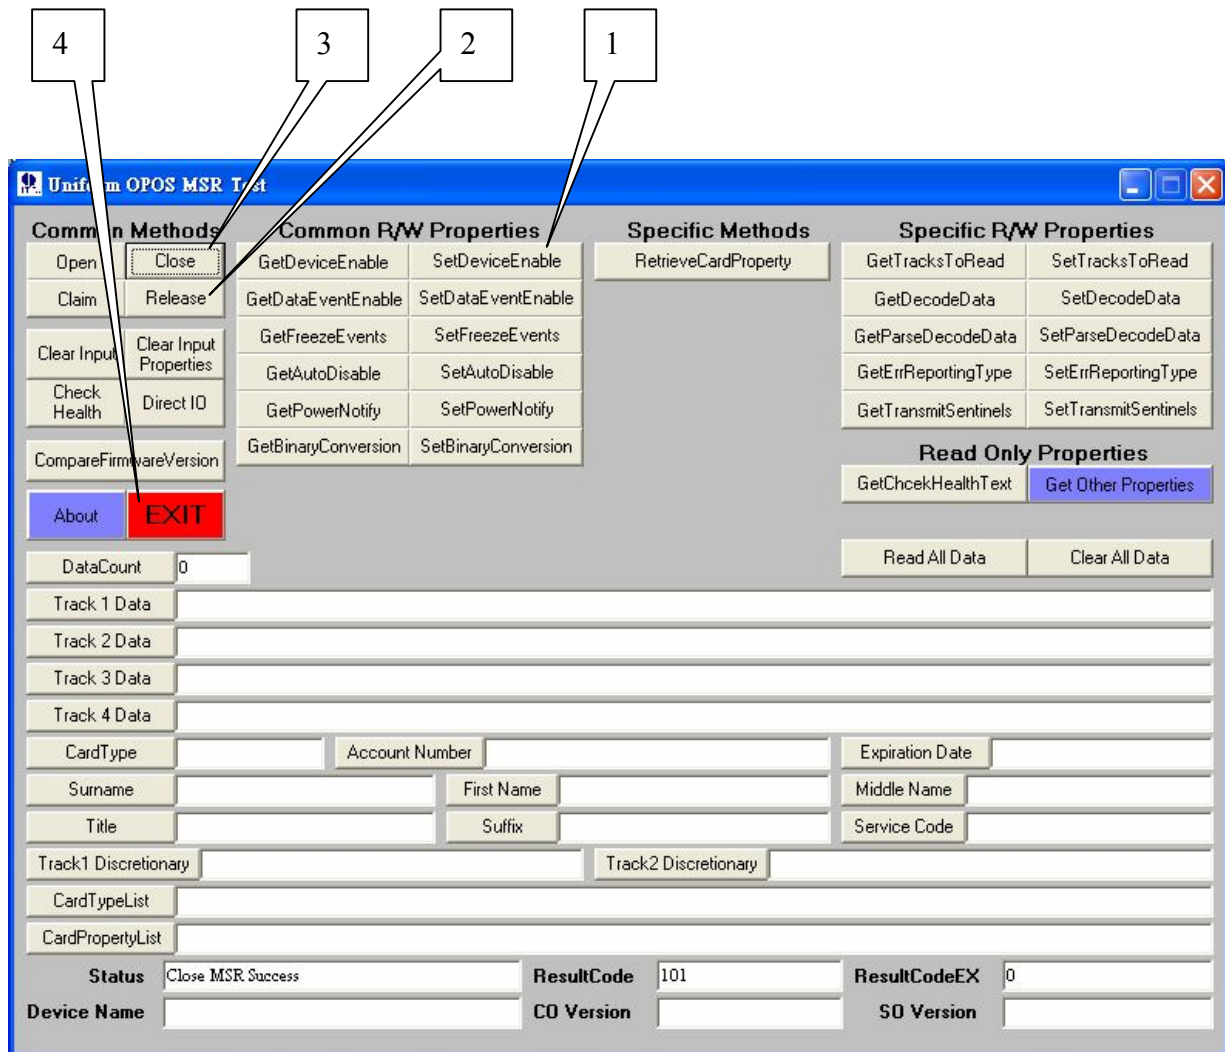 4 3 2 1
Uniform OPOS MSR Test
Common Methods Common R/W Properties Specific Methods Specific R/W Properties
Open Close GetDeviceEnable SetDeviceEnable RetrieveCardProperty GetTracksToRead SetTracksToRead
Claim Release GetDataEventEnable SetDataEventEnable GetDecodeData SetDecodeData
Clear Input Clear Input Properties GetFreezeEvents SetFreezeEvents GetParseDecodeData SetParseDecodeData
GetAutoDisable SetAutoDisable GetErrReportingType SetErrReportingType
Check Health Direct IO GetPowerNotify SetPowerNotify GetTransmitSentinels SetTransmitSentinels
CompareFirmwareVersion GetBinaryConversion SetBinaryConversion
Read Only Properties
GetChcekHealthText Get Other Properties
About EXIT
Read All Data Clear All Data
DataCount 0
Track 1 Data
Track 2 Data
Track 3 Data
Track 4 Data
CardType Account Number Expiration Date
Surname First Name Middle Name
Title Suffix Service Code
Track1 Discretionary Track2 Discretionary
CardTypeList
CardPropertyList
Status Close MSR Success ResultCode 101 ResultCodeEX 0
Device Name CO Version SO Version